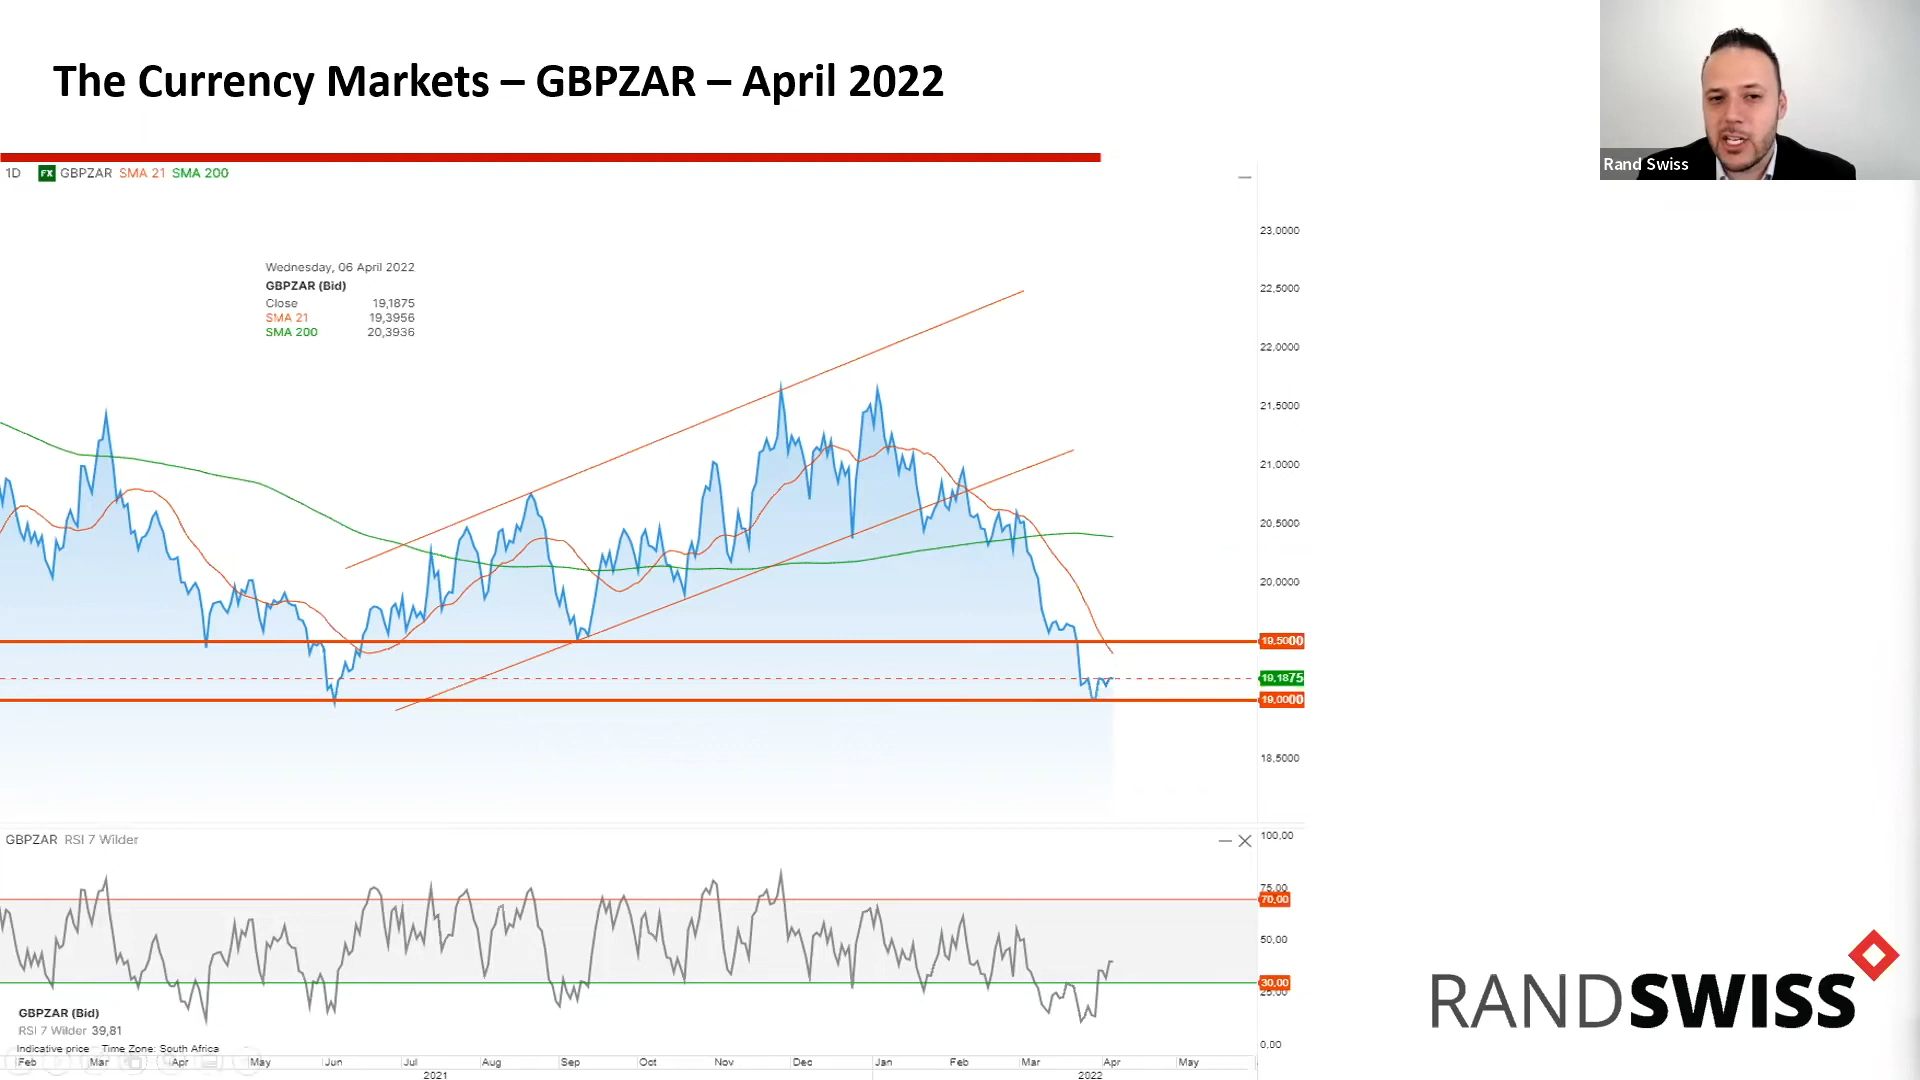 The Currency Markets – GBPZAR – April 2022
Rand Swiss
1D FX GBPZAR SMA 21 SMA 200
Wednesday, 06 April 2022
GBPZAR (Bid)
Close 19,1875
SMA 21 19,3956
SMA 200 20,3936
23,0000
22,5000
22,0000
21,5000
21,0000
20,5000
20,0000
19,5000
19,1875
19,0000
18,5000
GBPZAR RSI 7 Wilder
100,00
75,00
70,00
50,00
30,00
25,00
0,00
GBPZAR (Bid)
RSI 7 Wilder 39,81
Indicative price Time Zone: South Africa
Feb Mar Apr May Jun Jul Aug Sep Oct Nov Dec Jan Feb Mar Apr May
2021 2022
RANDSWISS